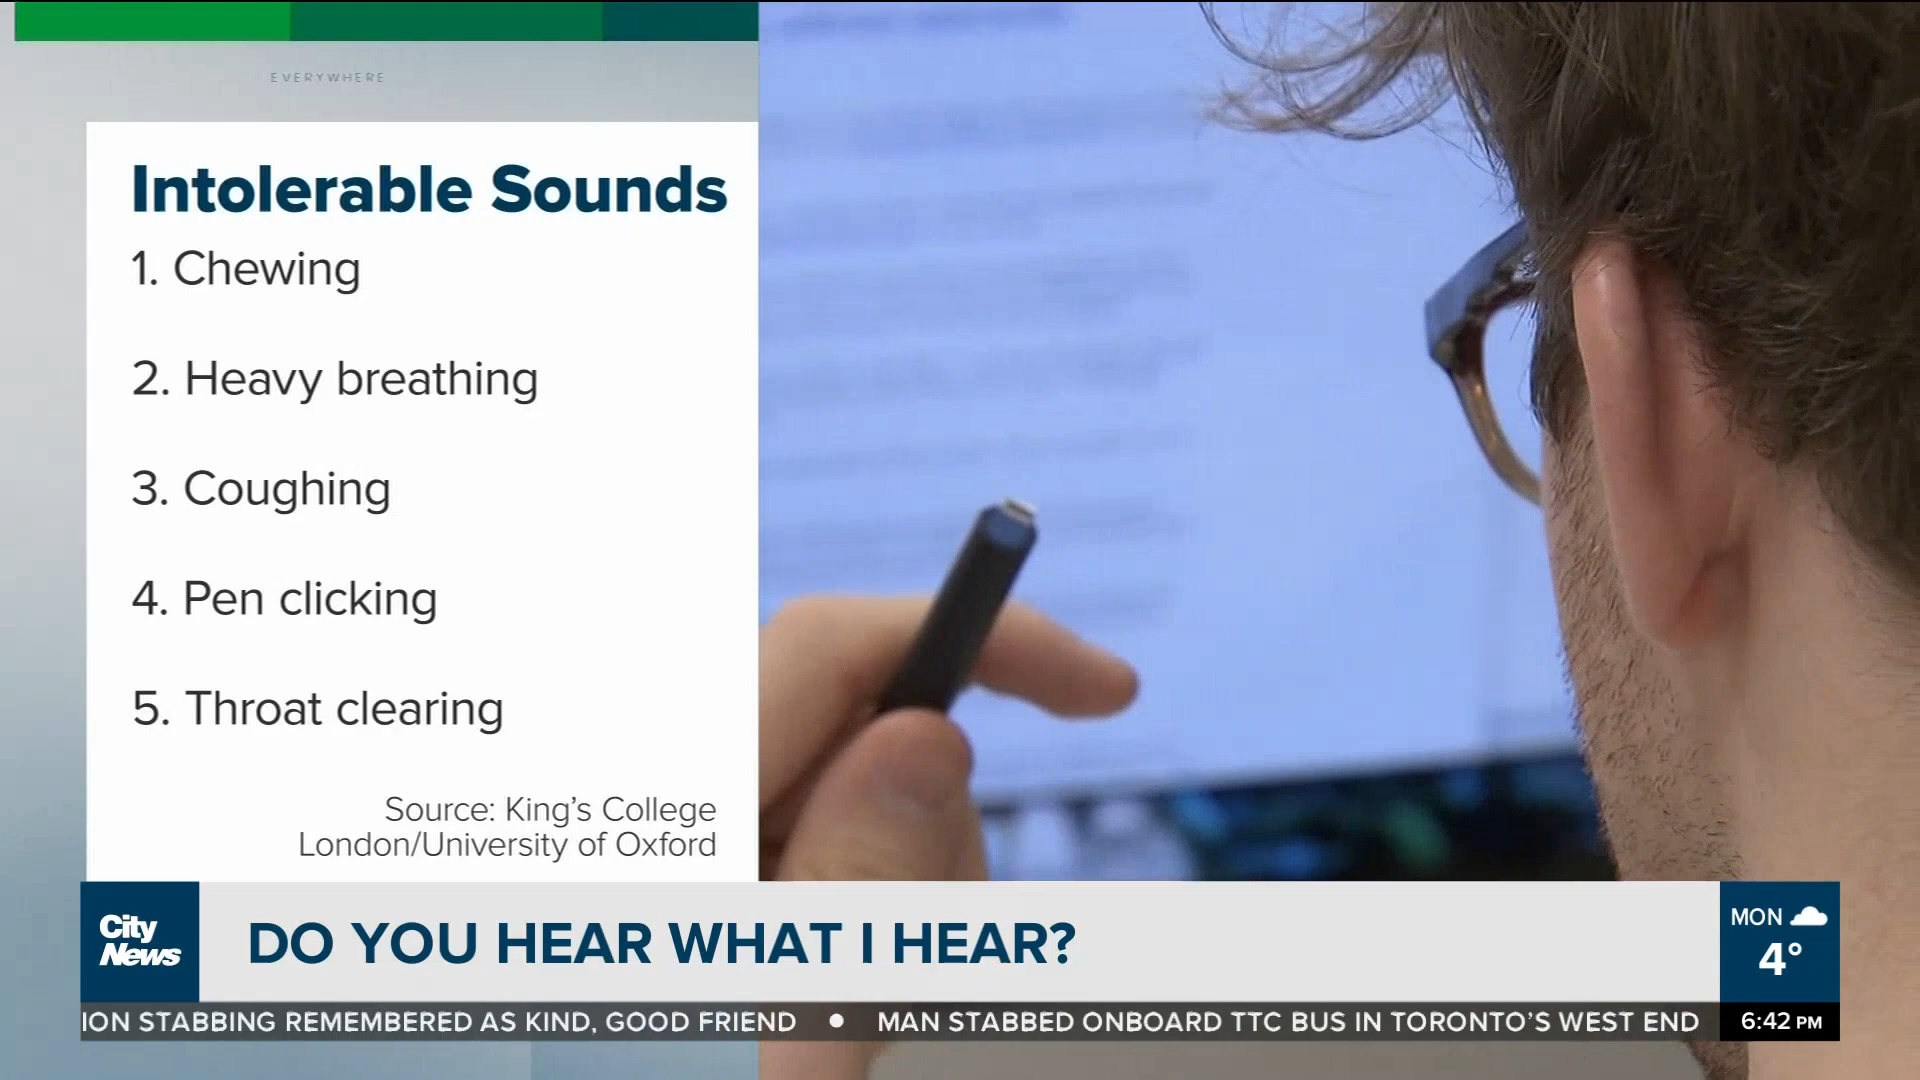 EVERYWHERE
Intolerable Sounds
1. Chewing
2. Heavy breathing
3. Coughing
4. Pen clicking
5. Throat clearing
Source: King's College
London/University of Oxford
City
News
DO YOU HEAR WHAT I HEAR?
MON
4°
ION STABBING REMEMBERED AS KIND, GOOD FRIEND ● MAN STABBED ONBOARD TTC BUS IN TORONTO'S WEST END
6:42 PM